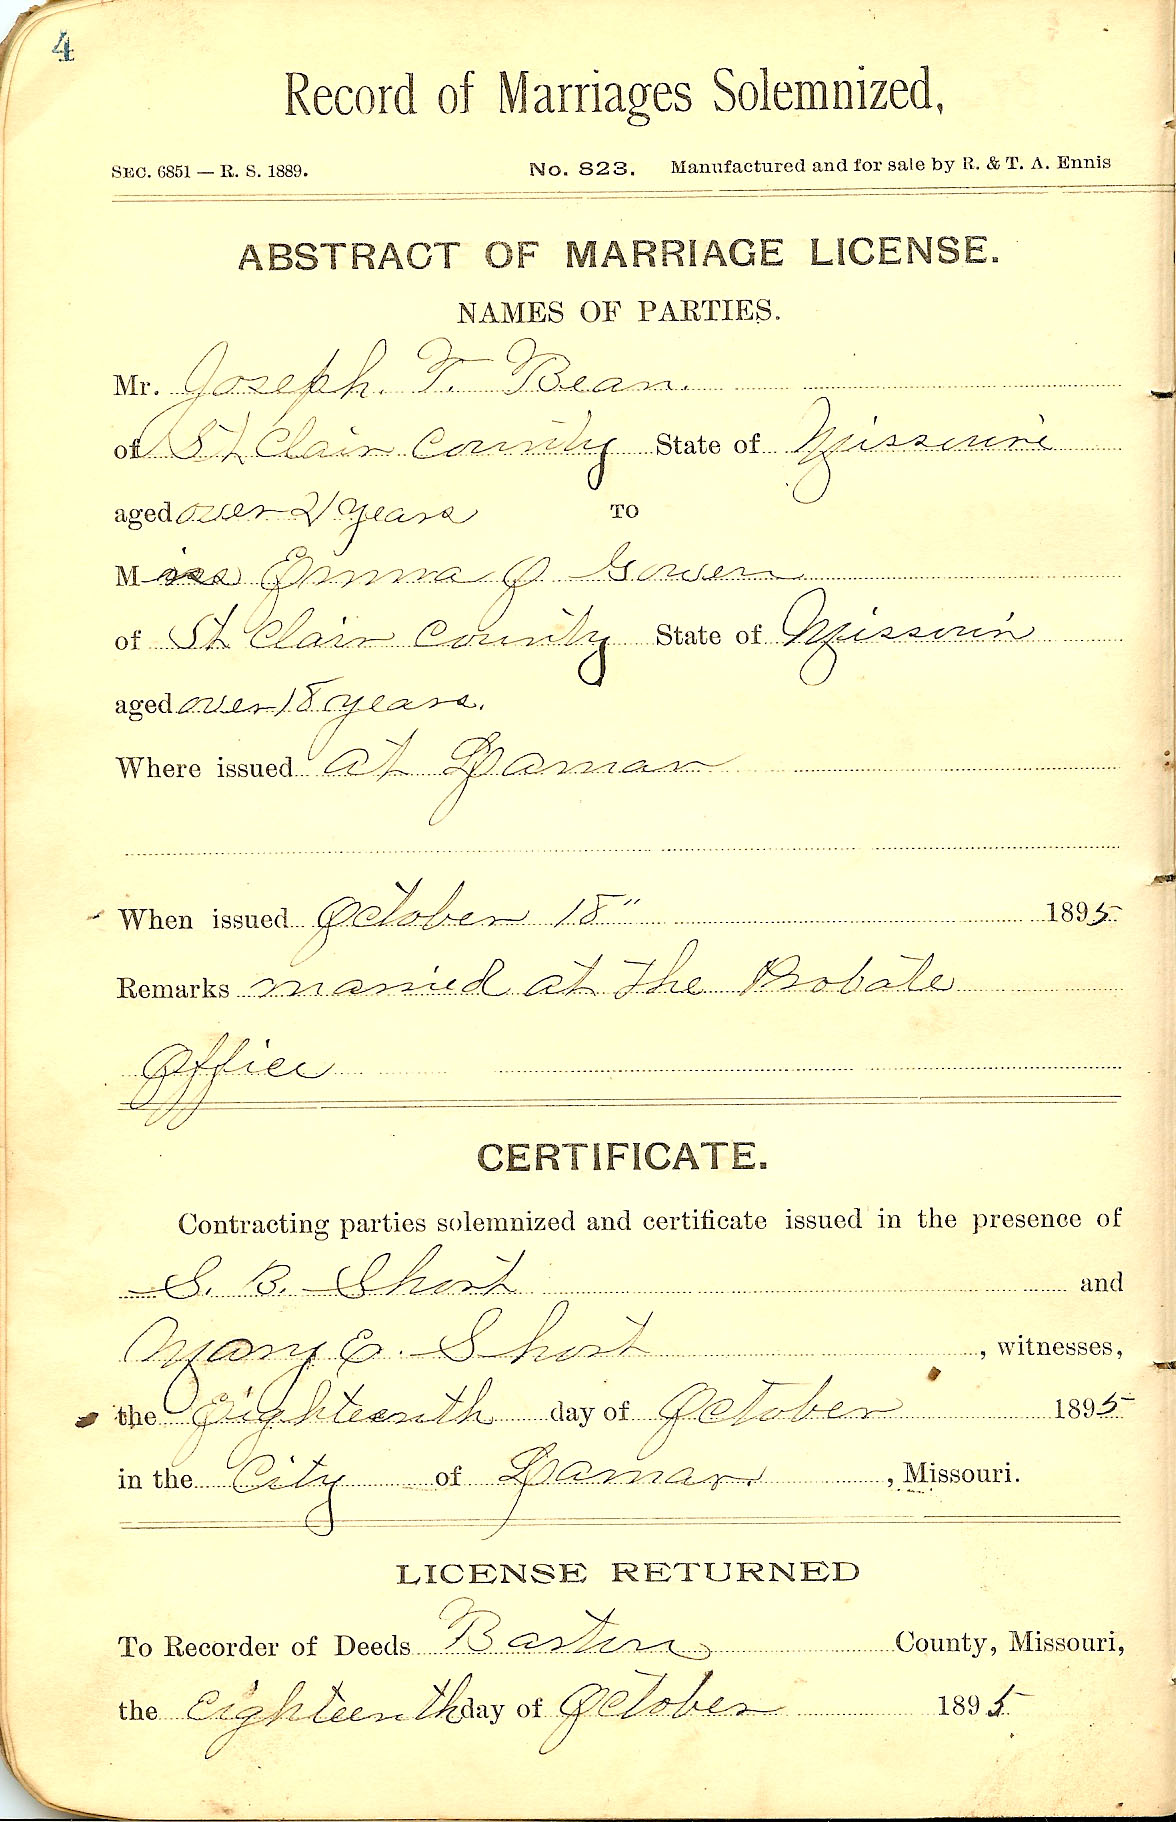 4
Record of Marriages Solemnized,
SEC. 6851 — R. S. 1889. No. 823. Manufactured and for sale by R. & T. A. Ennis
ABSTRACT OF MARRIAGE LICENSE.
NAMES OF PARTIES.
Mr. Joseph. F. Bean.
of St Clair County State of Missouri
aged over 21 years TO
Miss Emma J Gowen
of St Clair County State of Missouri
aged over 18 years.
Where issued at Lamar
When issued October 18" 1895
Remarks married at the Probate
Office
CERTIFICATE.
Contracting parties solemnized and certificate issued in the presence of
S. B. Short and
Mary E. Short , witnesses,
the Eighteenth day of October 1895
in the City of Lamar. , Missouri.
LICENSE RETURNED
To Recorder of Deeds Barton County, Missouri,
the Eighteenth day of October 1895